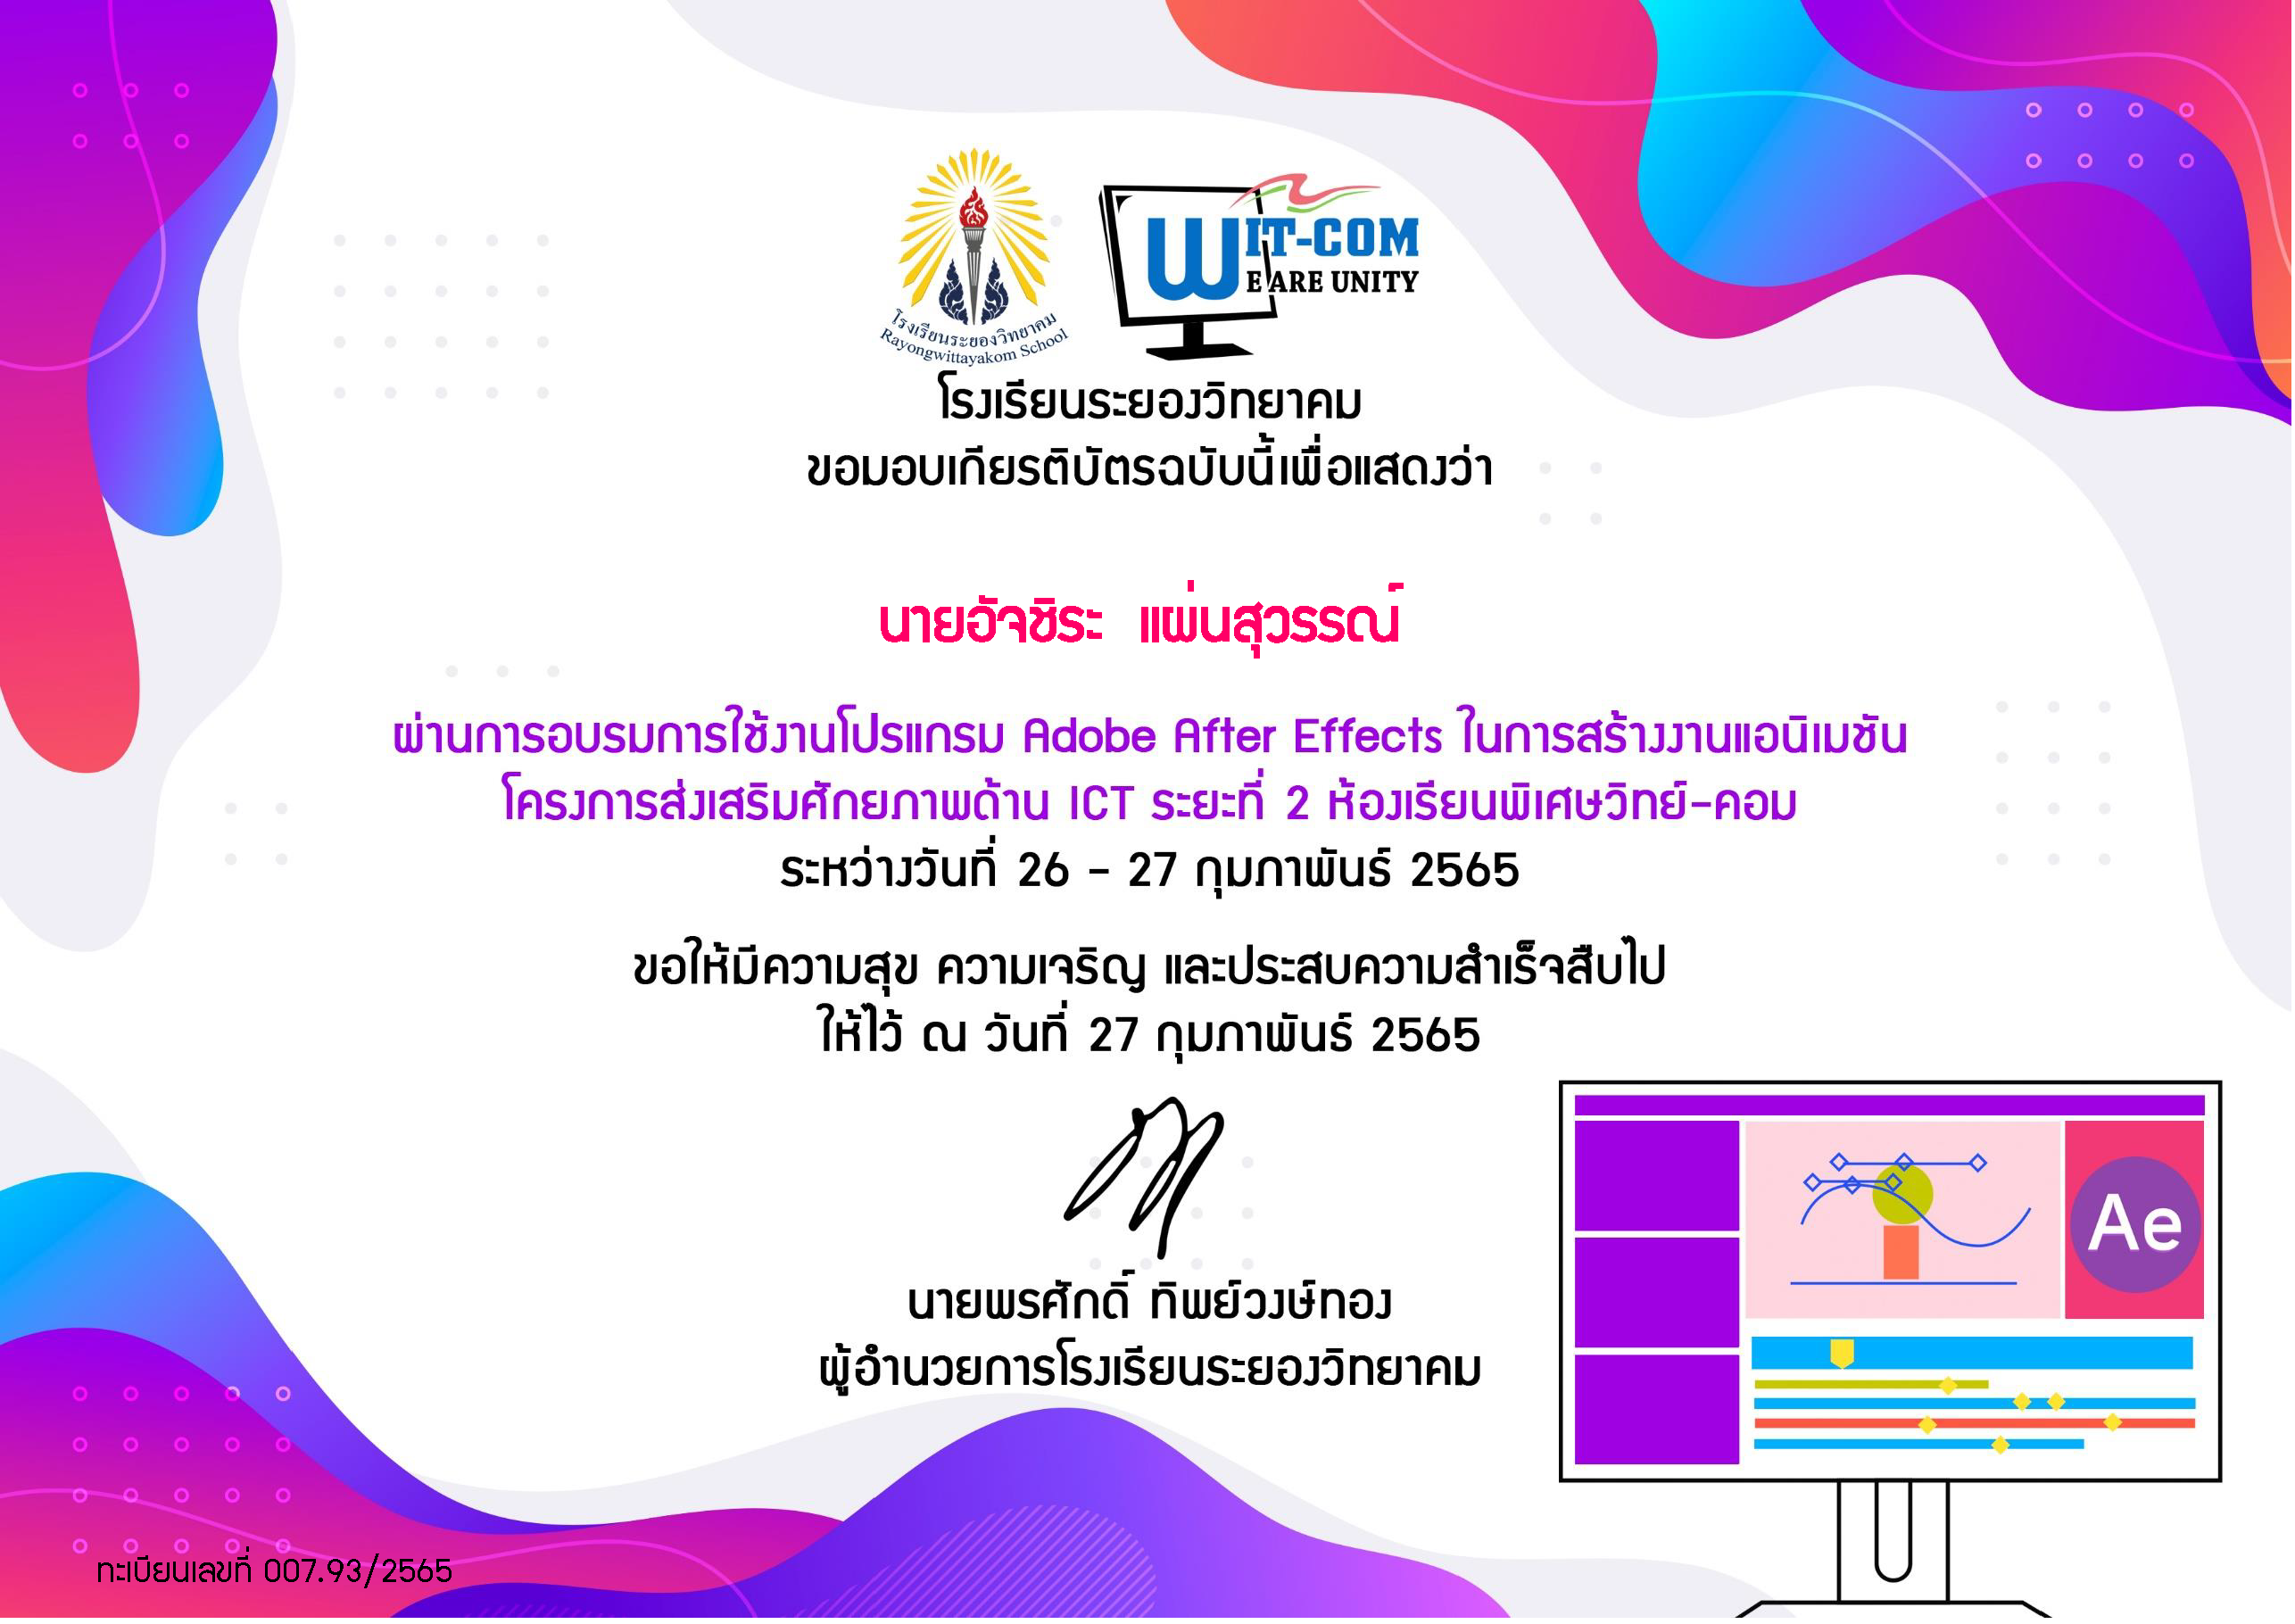 โรงเรียนระยองวิทยาคม
Rayongwittayakom School
WIT-COM
E ARE UNITY
โรงเรียนระยองวิทยาคม
ขอมอบเกียรติบัตรฉบับนี้เพื่อแสดงว่า
นายอัจชิระ แผ่นสุวรรณ์
ผ่านการอบรมการใช้งานโปรแกรม Adobe After Effects ในการสร้างงานแอนิเมชัน
โครงการส่งเสริมศักยภาพด้าน ICT ระยะที่ 2 ห้องเรียนพิเศษวิทย์-คอม
ระหว่างวันที่ 26 - 27 กุมภาพันธ์ 2565
ขอให้มีความสุข ความเจริญ และประสบความสำเร็จสืบไป
ให้ไว้ ณ วันที่ 27 กุมภาพันธ์ 2565
Ae
นายพรศักดิ์ ทิพย์วงษ์ทอง
ผู้อำนวยการโรงเรียนระยองวิทยาคม
ทะเบียนเลขที่ 007.93/2565